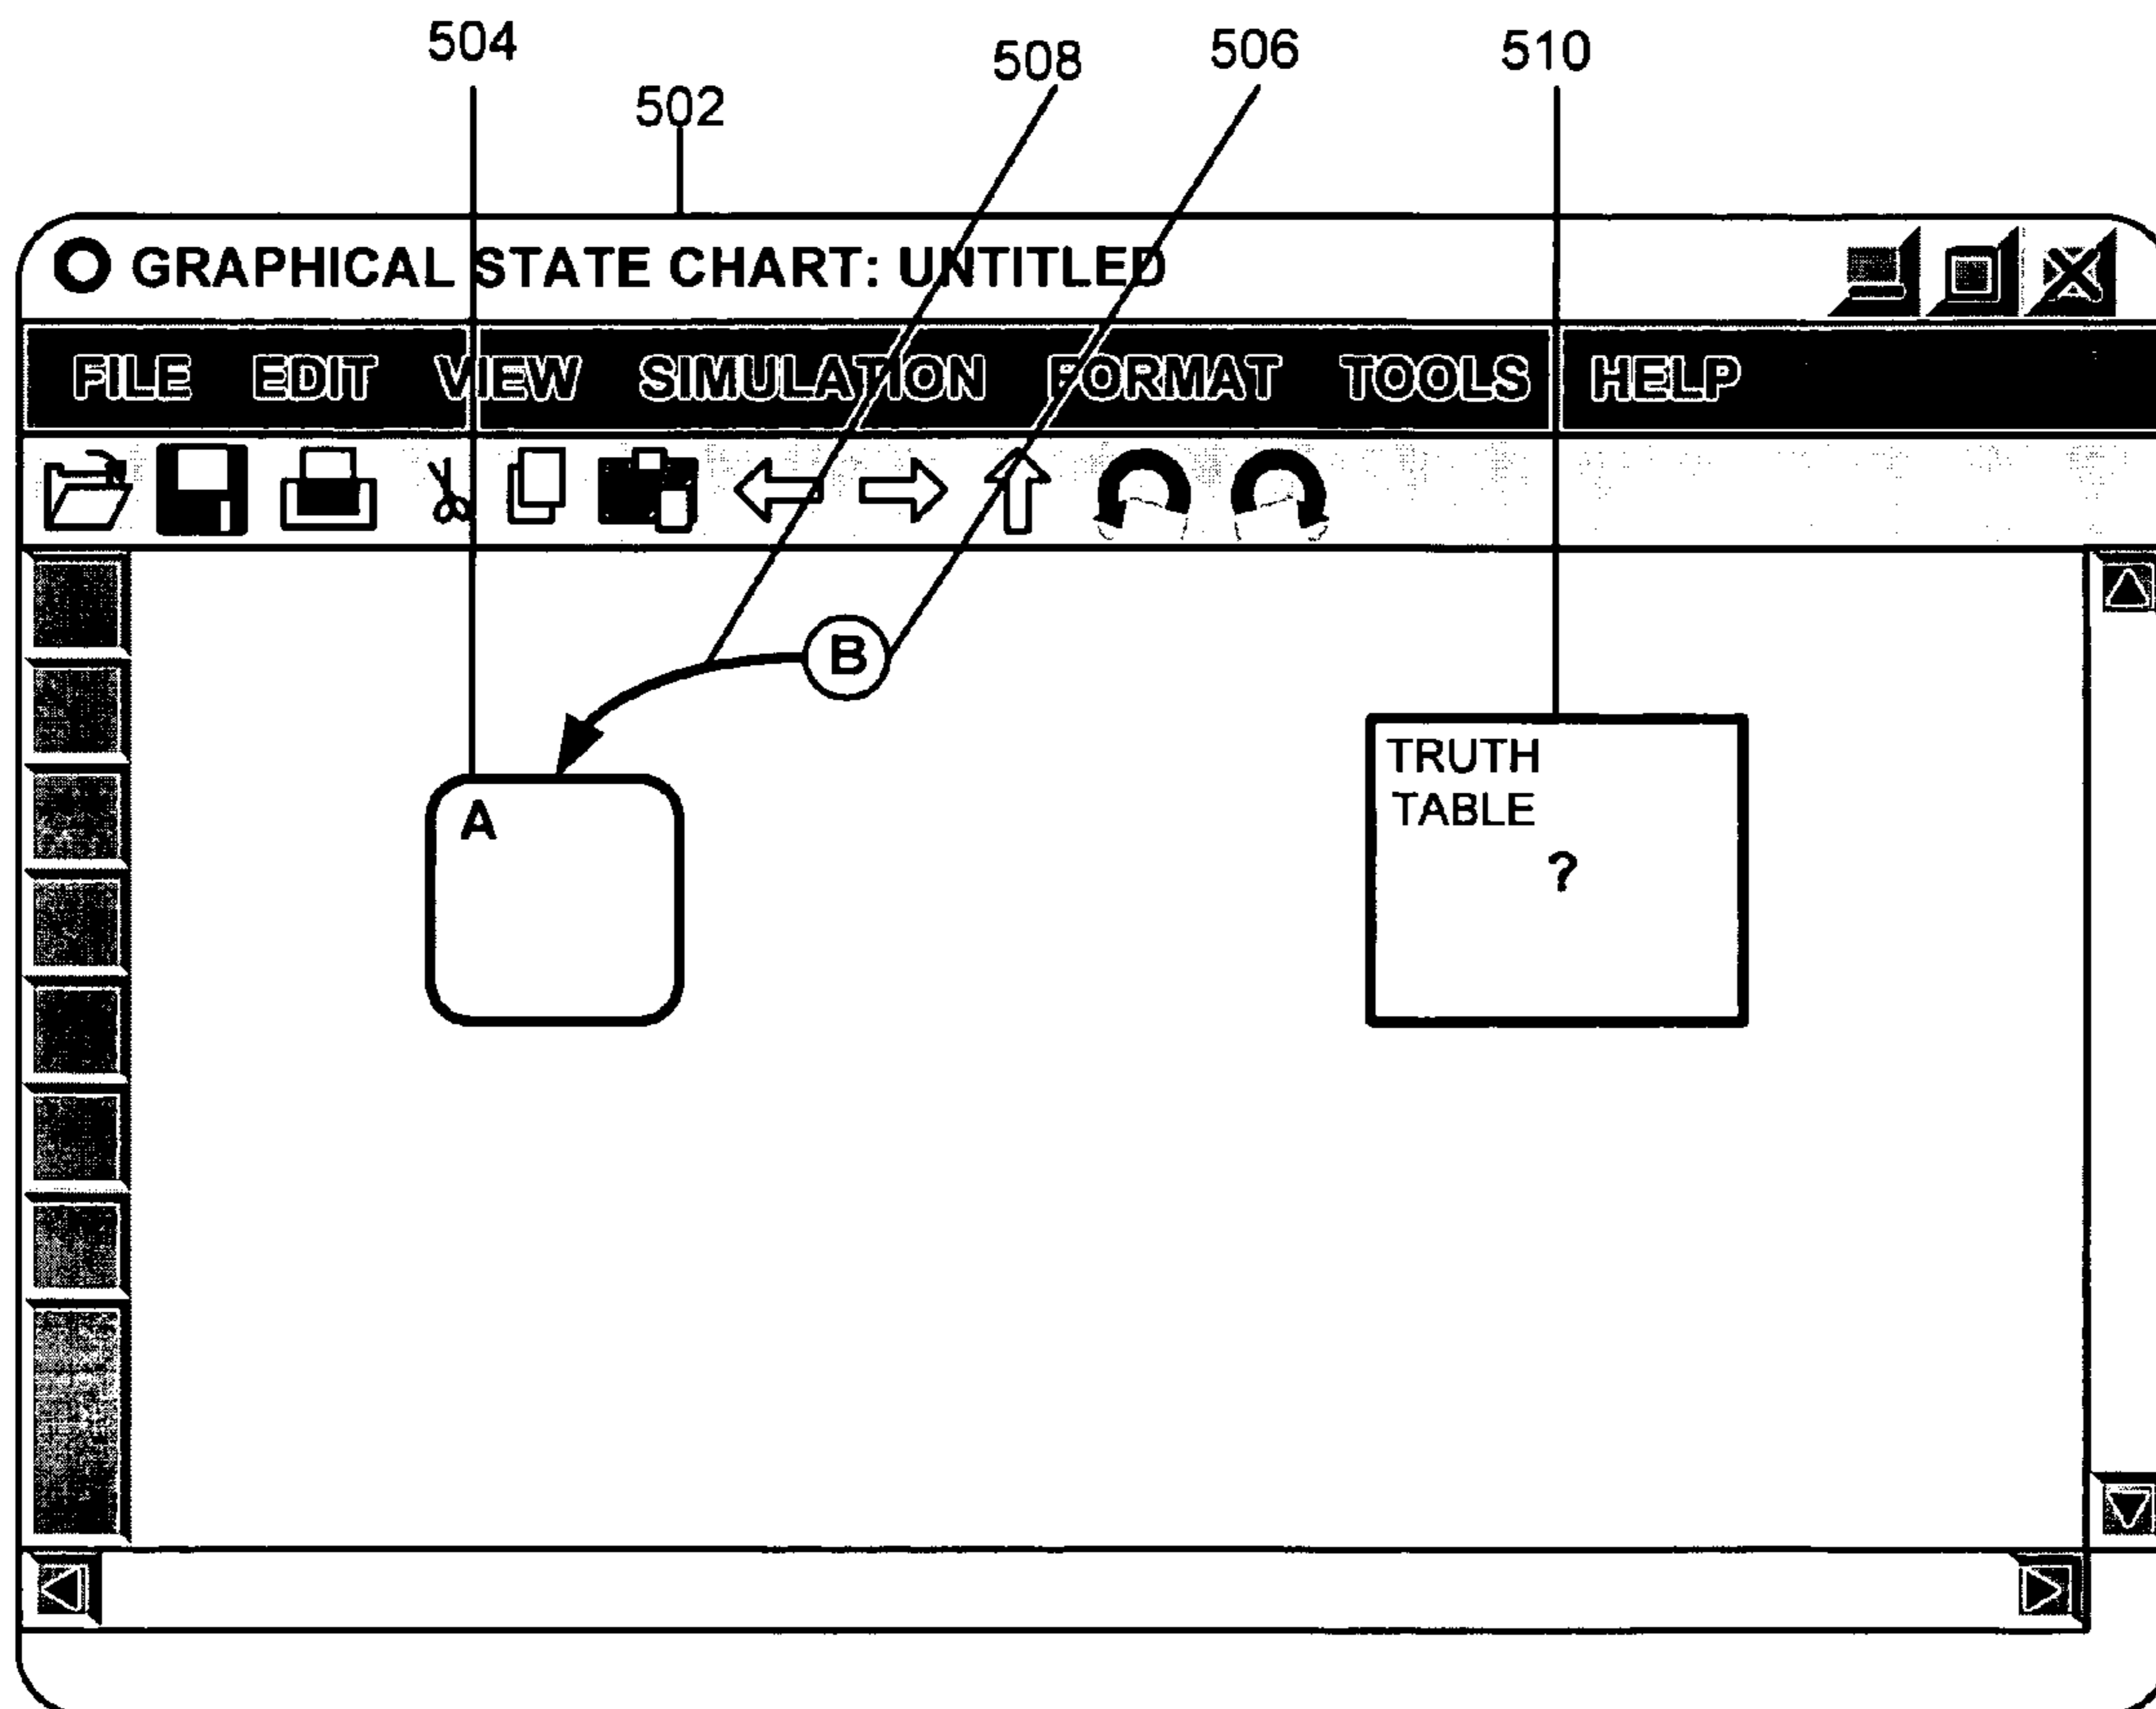 504 508 506 510
502
GRAPHICAL STATE CHART: UNTITLED
FILE EDIT VIEW SIMULATION FORMAT TOOLS HELP
B
A
TRUTH
TABLE
?